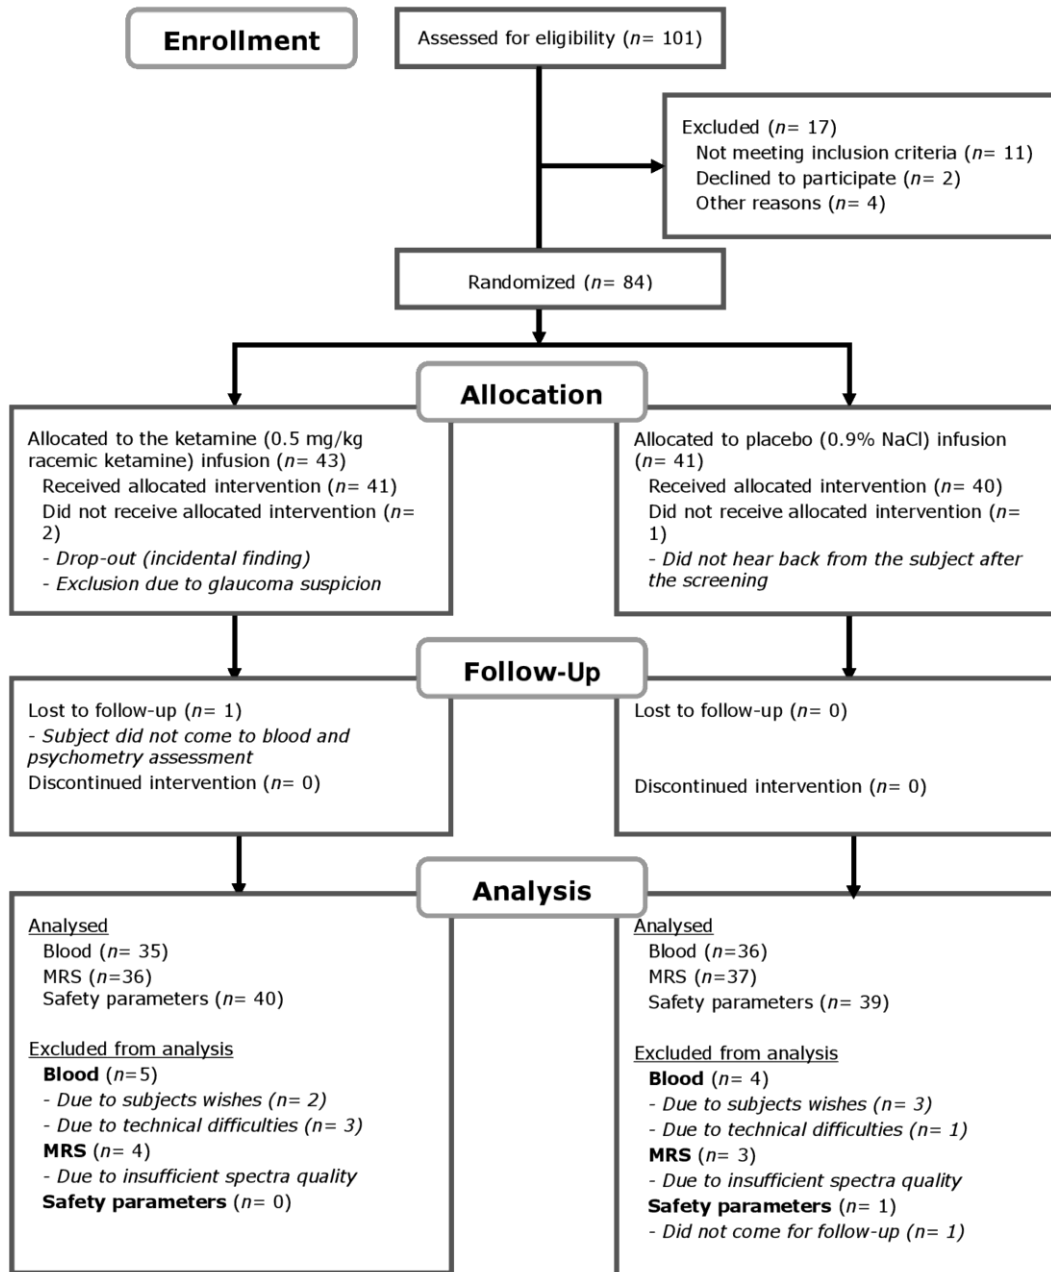 Enrollment
Assessed for eligibility (n= 101)
Excluded (n= 17)
Not meeting inclusion criteria (n= 11)
Declined to participate (n= 2)
Other reasons (n= 4)
Randomized (n= 84)
Allocation
Allocated to the ketamine (0.5 mg/kg
racemic ketamine) infusion (n= 43)
Received allocated intervention (n= 41)
Did not receive allocated intervention (n=
2)
- Drop-out (incidental finding)
- Exclusion due to glaucoma suspicion
Allocated to placebo (0.9% NaCl) infusion
(n= 41)
Received allocated intervention (n= 40)
Did not receive allocated intervention (n=
1)
- Did not hear back from the subject after
the screening
Follow-Up
Lost to follow-up (n= 1)
- Subject did not come to blood and
psychometry assessment
Discontinued intervention (n= 0)
Lost to follow-up (n= 0)
Discontinued intervention (n= 0)
Analysis
Analysed
Blood (n= 35)
MRS (n=36)
Safety parameters (n= 40)
Excluded from analysis
Blood (n=5)
- Due to subjects wishes (n= 2)
- Due to technical difficulties (n= 3)
MRS (n= 4)
- Due to insufficient spectra quality
Safety parameters (n= 0)
Analysed
Blood (n=36)
MRS (n=37)
Safety parameters (n= 39)
Excluded from analysis
Blood (n= 4)
- Due to subjects wishes (n= 3)
- Due to technical difficulties (n= 1)
MRS (n= 3)
- Due to insufficient spectra quality
Safety parameters (n= 1)
- Did not come for follow-up (n= 1)